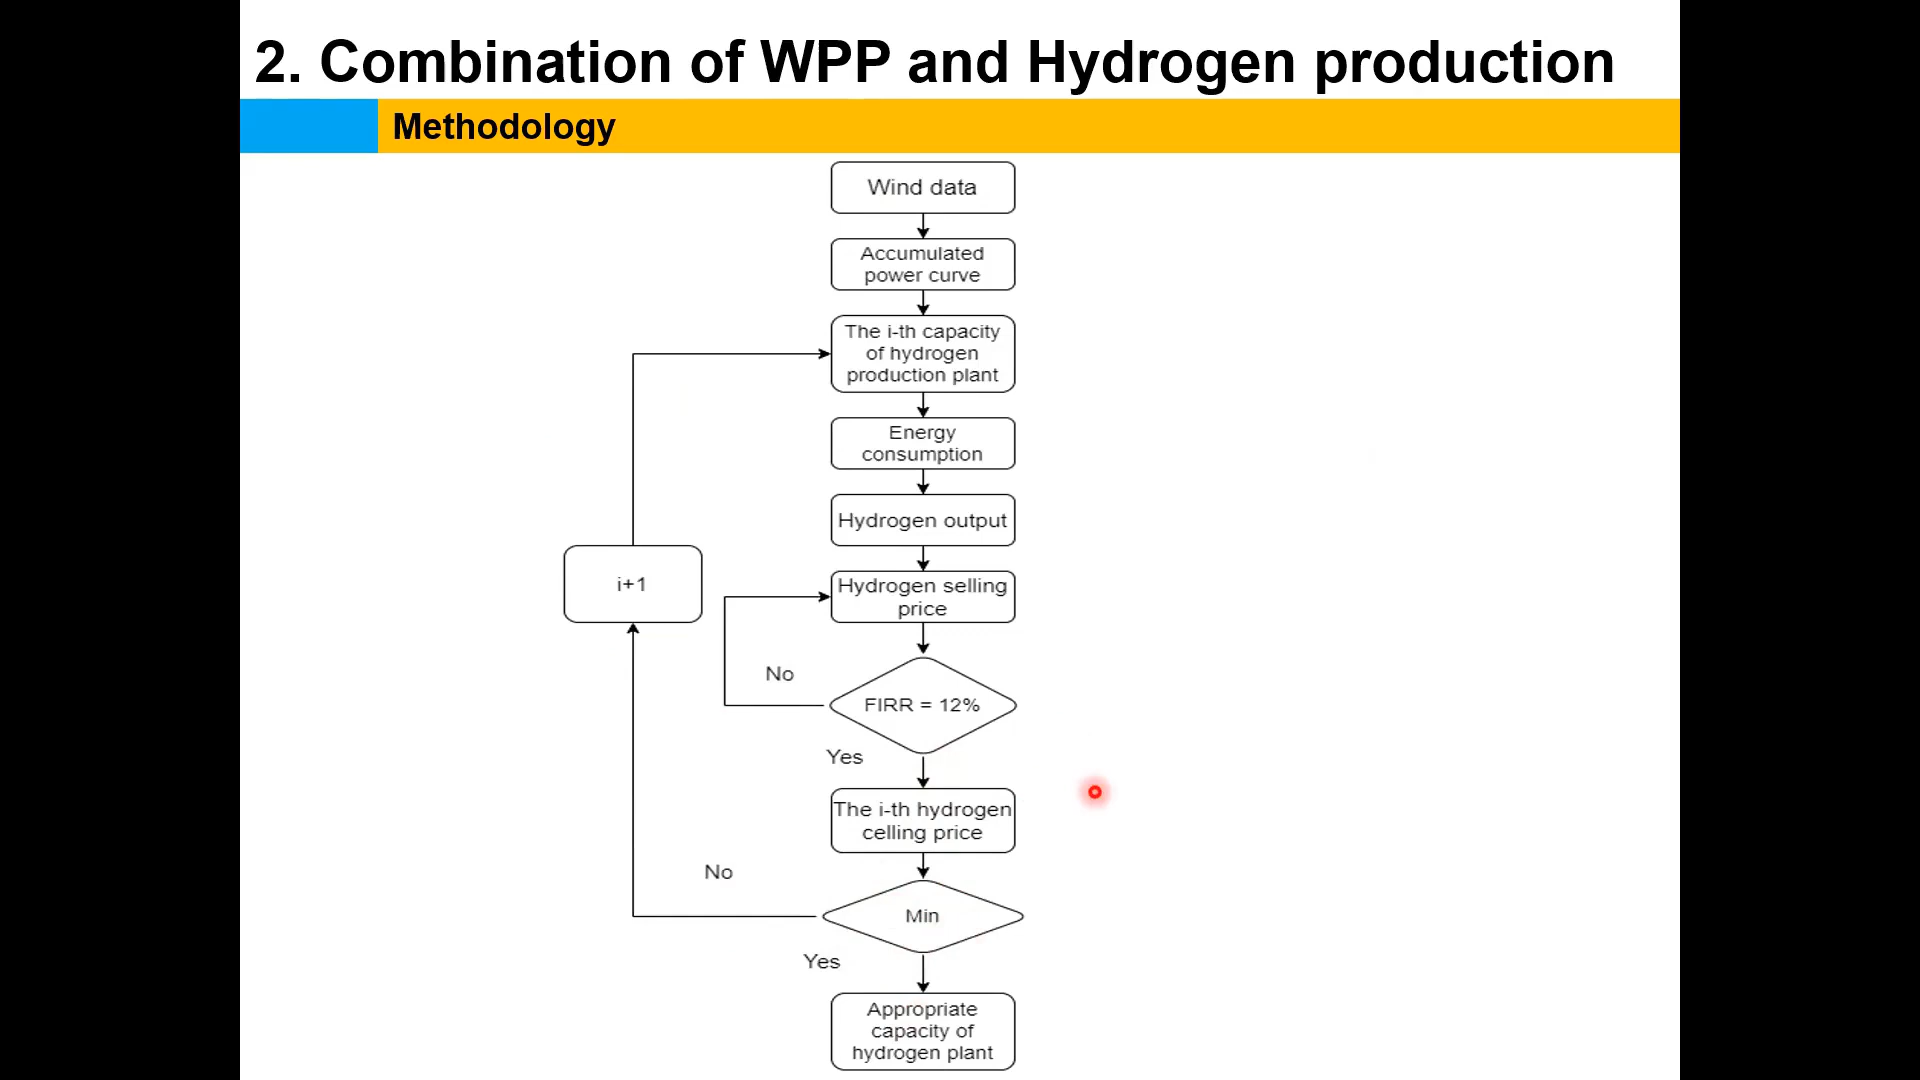 2. Combination of WPP and Hydrogen production
Methodology
Wind data
Accumulated
power curve
The i-th capacity
of hydrogen
production plant
Energy
consumption
Hydrogen output
i+1
Hydrogen selling
price
No
FIRR = 12%
Yes
The i-th hydrogen
celling price
No
Min
Yes
Appropriate
capacity of
hydrogen plant